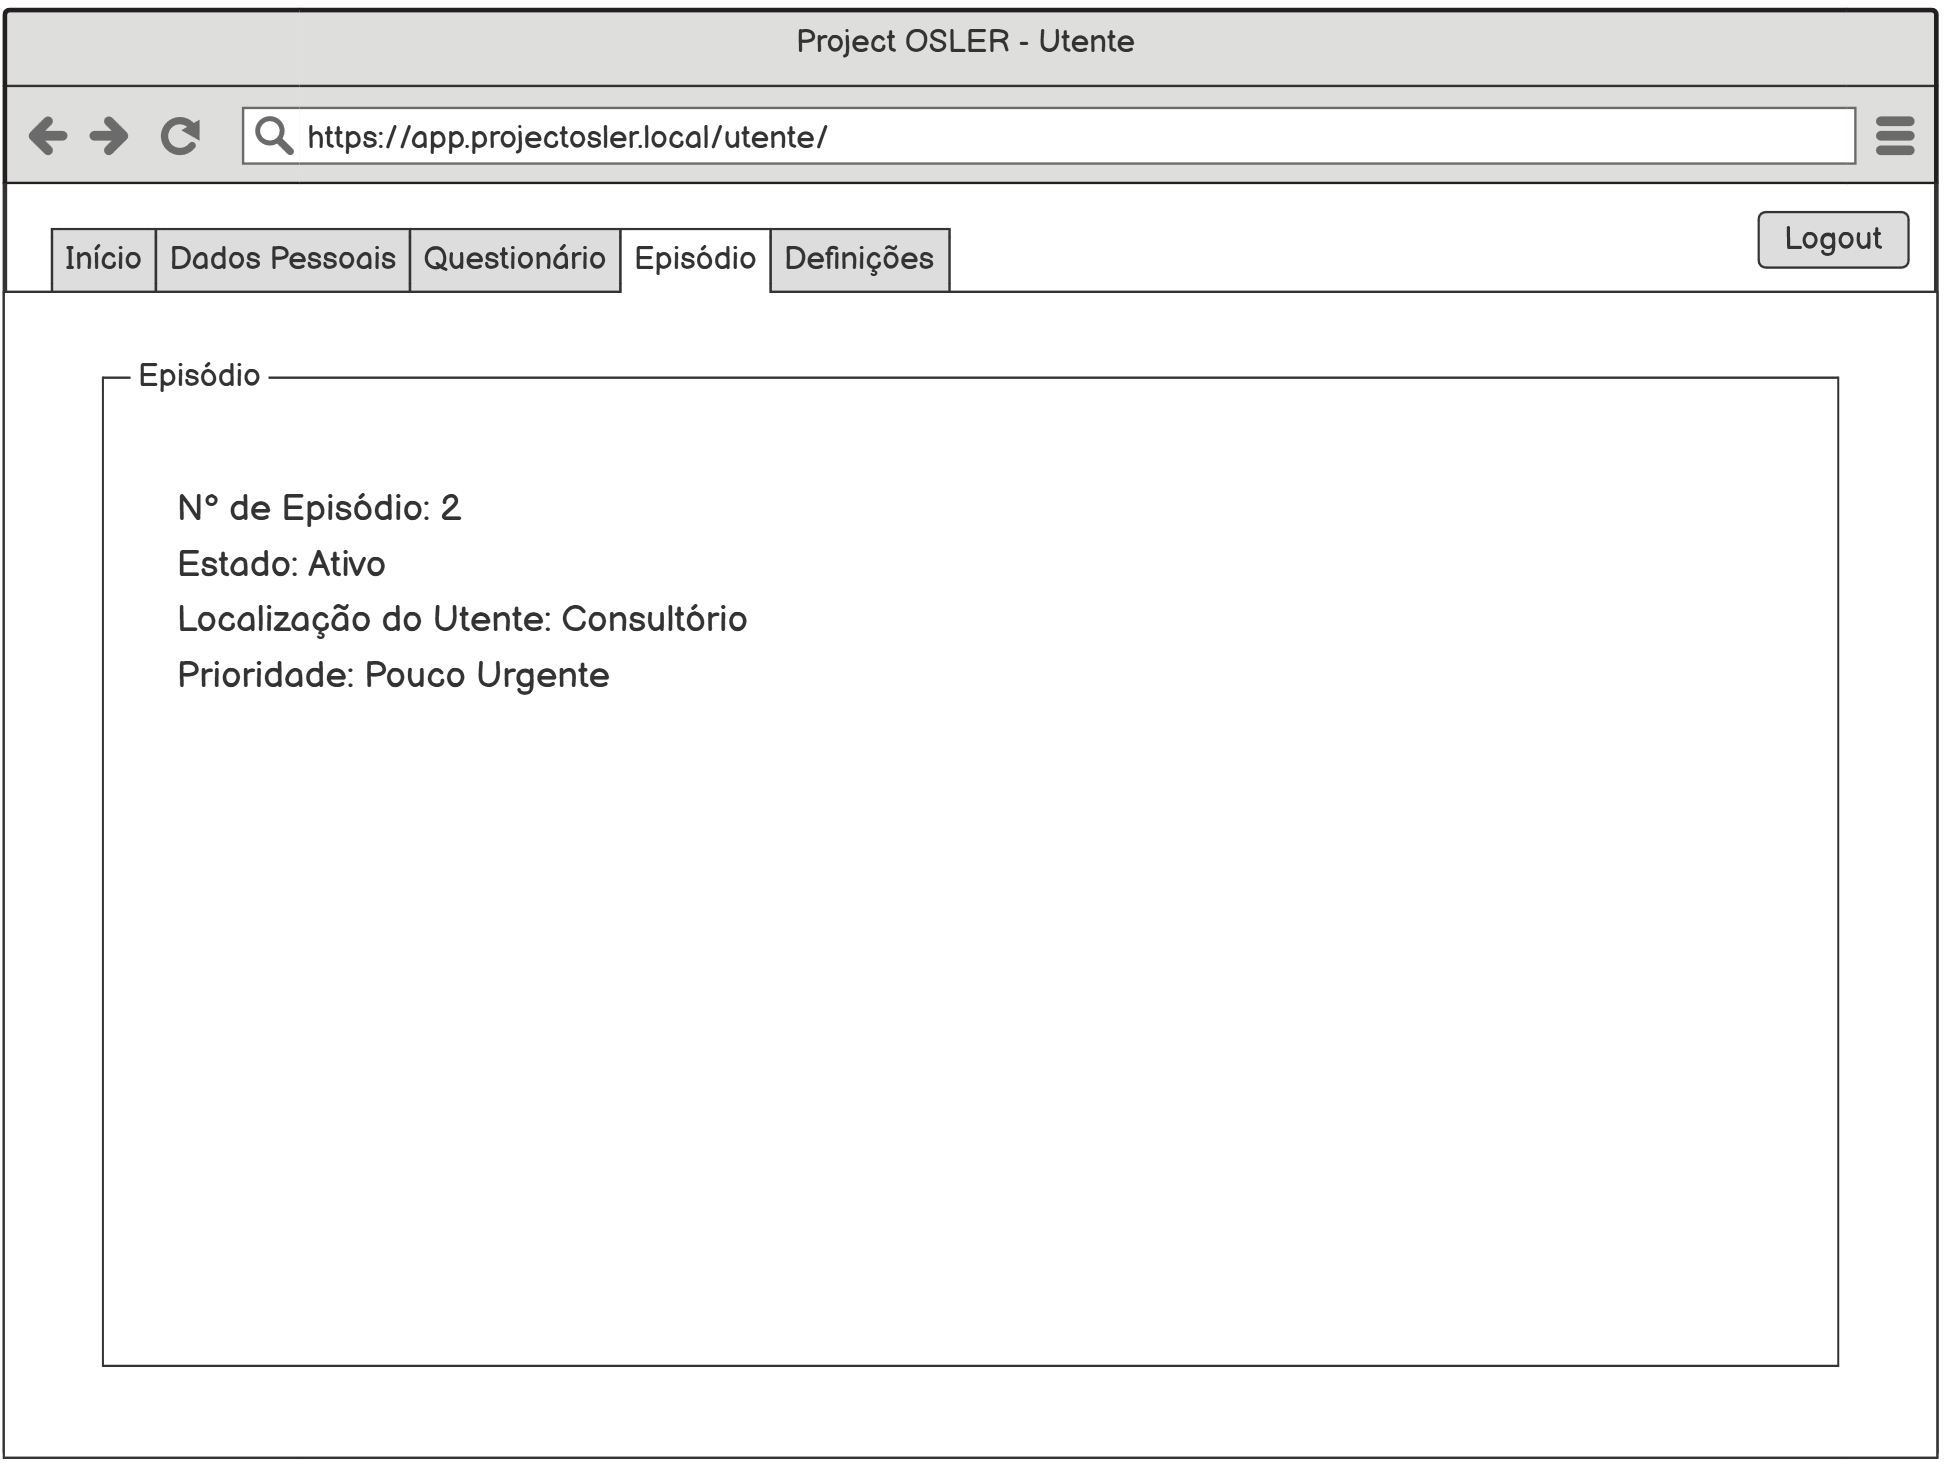 Project OSLER - Utente
https://app.projectosler.local/utente/
Logout
Início Dados Pessoais Questionário Episódio Definições
Episódio
Nº de Episódio: 2
Estado: Ativo
Localização do Utente: Consultório
Prioridade: Pouco Urgente